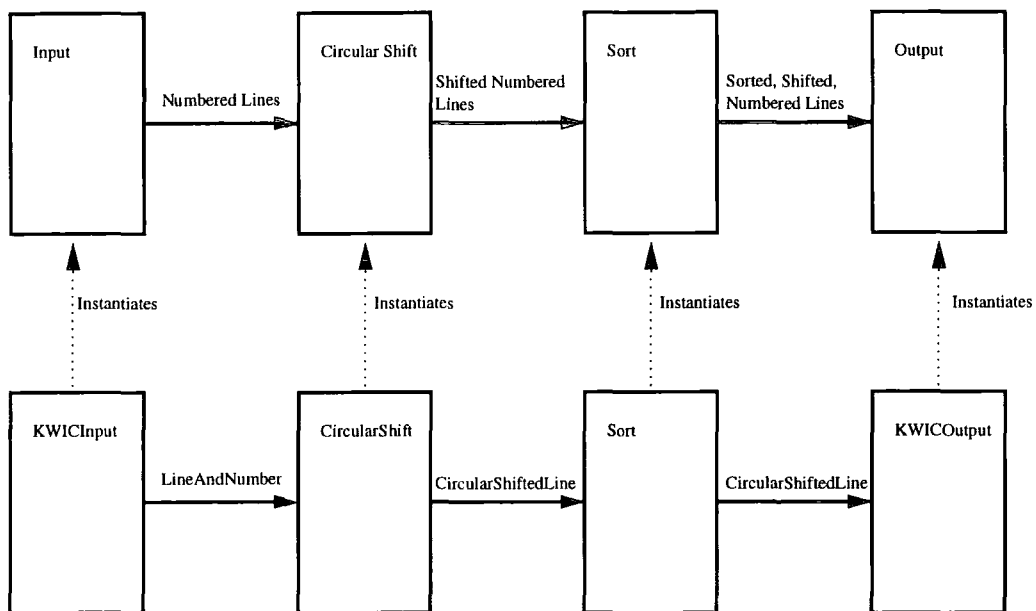 Input
Circular Shift
Sort
Output
Numbered Lines
Shifted Numbered
Lines
Sorted, Shifted,
Numbered Lines
Instantiates
Instantiates
Instantiates
Instantiates
KWICInput
CircularShift
Sort
KWICOutput
LineAndNumber
CircularShiftedLine
CircularShiftedLine